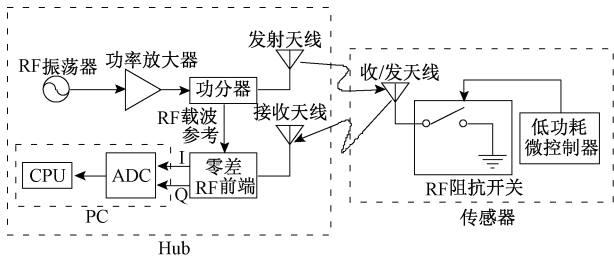 RF振荡器
功率放大器
功分器
发射天线
RF载波
参考
接收天线
零差
RF前端
I
Q
ADC
CPU
PC
Hub
收/发天线
RF阻抗开关
低功耗
微控制器
传感器